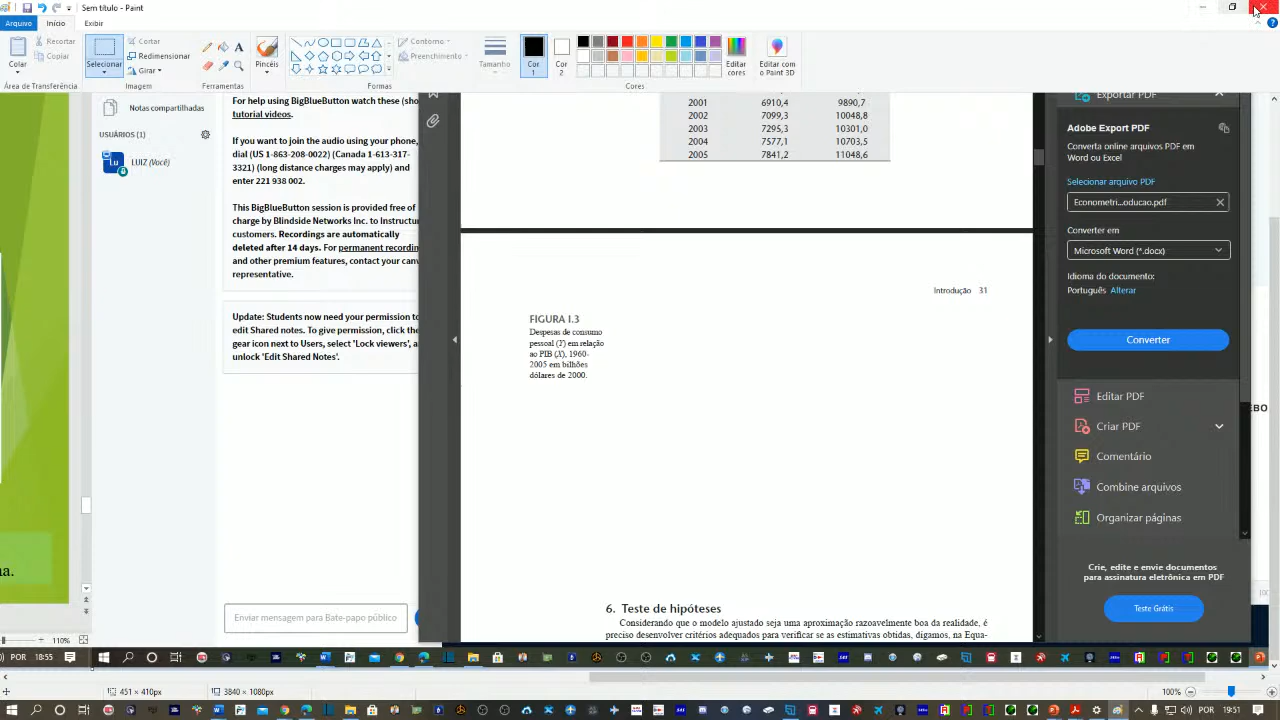 Sem título - Paint
Arquivo Início Exibir
Colar
Recortar
Copiar
Área de Transferência
Selecionar
Cortar
Redimensionar
Girar
Imagem
A
Ferramentas
Pincéis
Contorno
Preenchimento
Formas
Tamanho
Cor
1
Cor
2
Cores
Editar
cores
Editar com
o Paint 3D
Notas compartilhadas
USUÁRIOS (1)
Lu LUIZ (Você)
For help using BigBlueButton watch these (sho
tutorial videos.
If you want to join the audio using your phone,
dial (US 1-863-208-0022) (Canada 1-613-317-
3321) (long distance charges may apply) and
enter 221 938 002.
This BigBlueButton session is provided free of
charge by Blindside Networks Inc. to Instructu
customers. Recordings are automatically
deleted after 14 days. For permanent recordin
and other premium features, contact your canv
representative.
Update: Students now need your permission to
edit Shared notes. To give permission, click the
gear icon next to Users, select 'Lock viewers', a
unlock 'Edit Shared Notes'.
Enviar mensagem para Bate-papo público
2001 6910,4 9890,7
2002 7099,3 10048,8
2003 7295,3 10301,0
2004 7577,1 10703,5
2005 7841,2 11048,6
Introdução 31
FIGURA I.3
Despesas de consumo
pessoal (Y) em relação
ao PIB (X), 1960-
2005 em bilhões
dólares de 2000.
6. Teste de hipóteses
Considerando que o modelo ajustado seja uma aproximação razoavelmente boa da realidade, é
preciso desenvolver critérios adequados para verificar se as estimativas obtidas, digamos, na Equa-
Exportar PDF
Adobe Export PDF
Converta online arquivos PDF em
Word ou Excel
Selecionar arquivo PDF
Econometri...oducao.pdf
Converter em
Microsoft Word (*.docx)
Idioma do documento:
Português Alterar
Converter
Editar PDF
Criar PDF
Comentário
Combine arquivos
Organizar páginas
Crie, edite e envie documentos
para assinatura eletrônica em PDF
Teste Grátis
EBO
na.
110%
POR 18:55
451 × 410px
3840 × 1080px
100%
POR 19:51